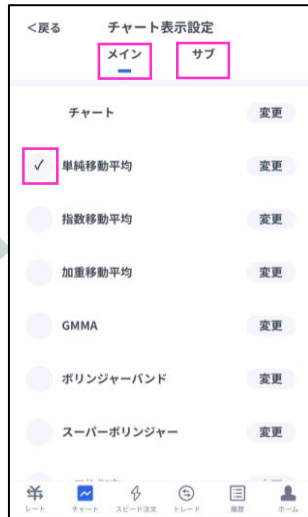 <戻る チャート表示設定
メイン サブ
チャート 変更
✓ 単純移動平均 変更
指数移動平均 変更
加重移動平均 変更
GMMA 変更
ボリンジャーバンド 変更
スーパーボリンジャー 変更
レート チャート スピード注文 トレード 履歴 ホーム